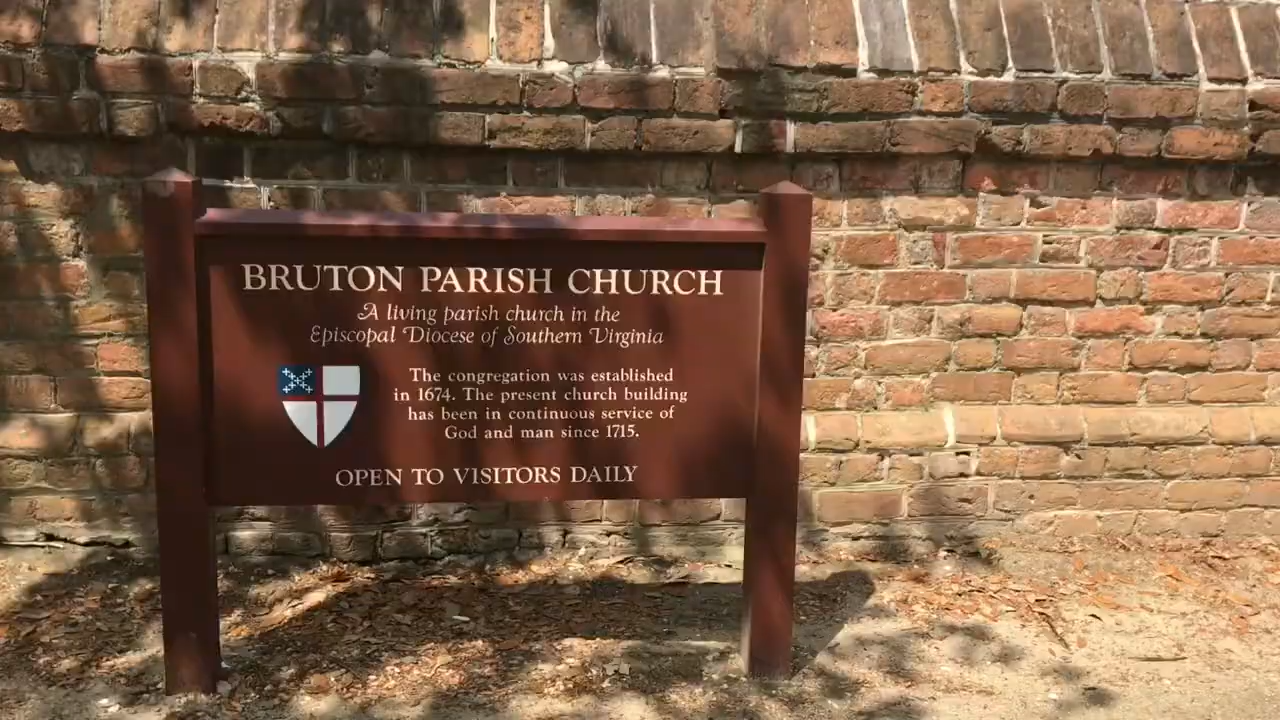 BRUTON PARISH CHURCH
A living parish church in the
Episcopal Diocese of Southern Virginia
The congregation was established
in 1674. The present church building
has been in continuous service of
God and man since 1715.
OPEN TO VISITORS DAILY